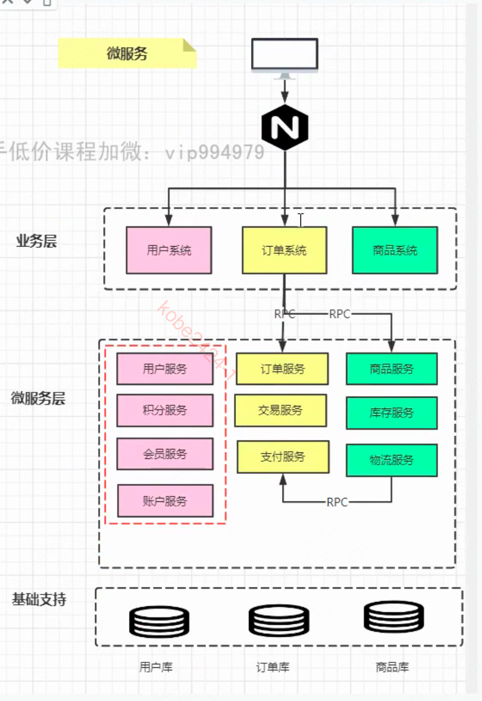 微服务
N
手低价课程加微：vip994979
业务层
用户系统
订单系统
商品系统
RPC
RPC
微服务层
用户服务
订单服务
商品服务
积分服务
交易服务
库存服务
会员服务
支付服务
物流服务
账户服务
RPC
基础支持
用户库
订单库
商品库